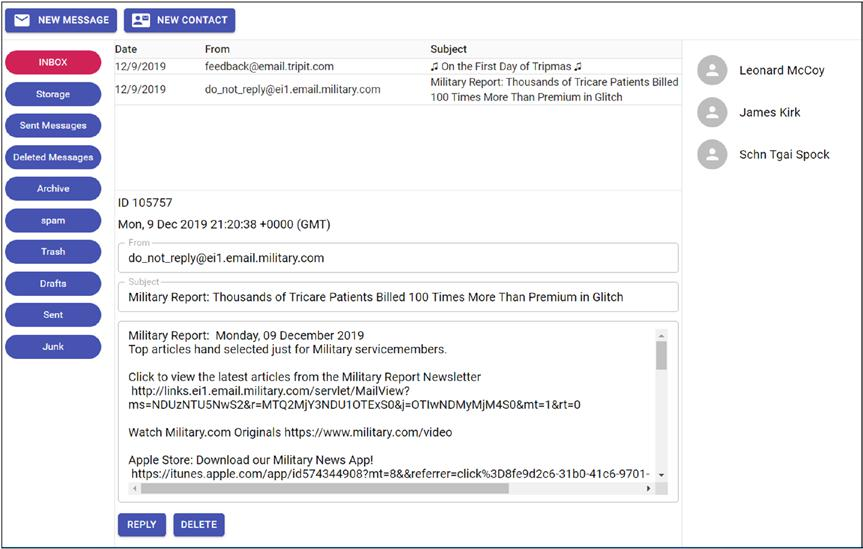 NEW MESSAGE
NEW CONTACT
INBOX
Storage
Sent Messages
Deleted Messages
Archive
spam
Trash
Drafts
Sent
Junk
Date From Subject
12/9/2019 feedback@email.tripit.com ♫ On the First Day of Tripmas ♫
12/9/2019 do_not_reply@ei1.email.military.com Military Report: Thousands of Tricare Patients Billed
100 Times More Than Premium in Glitch
ID 105757
Mon, 9 Dec 2019 21:20:38 +0000 (GMT)
From
do_not_reply@ei1.email.military.com
Subject
Military Report: Thousands of Tricare Patients Billed 100 Times More Than Premium in Glitch
Military Report: Monday, 09 December 2019
Top articles hand selected just for Military servicemembers.
Click to view the latest articles from the Military Report Newsletter
http://links.ei1.email.military.com/servlet/MailView?
ms=NDUzNTU5NwS2&r=MTQ2MjY3NDU1OTExS0&j=OTIwNDMyMjM4S0&mt=1&rt=0
Watch Military.com Originals https://www.military.com/video
Apple Store: Download our Military News App!
https://itunes.apple.com/app/id574344908?mt=8&&referrer=click%3D8fe9d2c6-31b0-41c6-9701-
REPLY
DELETE
Leonard McCoy
James Kirk
Schn Tgai Spock